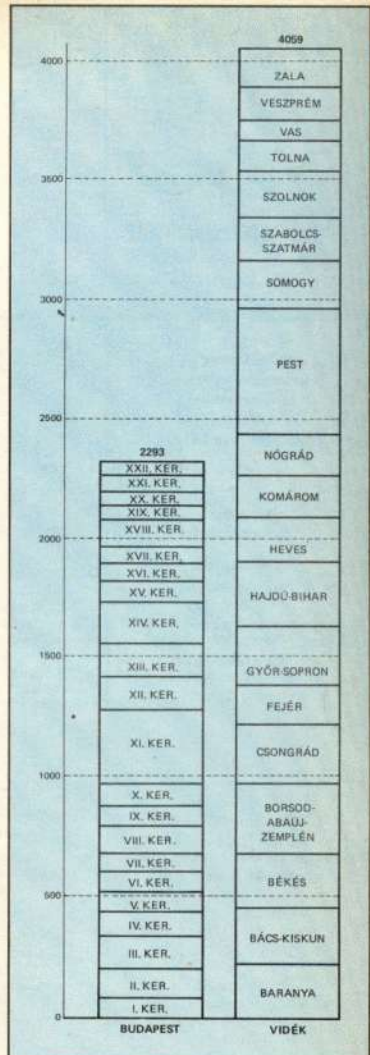 4059
4000
ZALA
VESZPRÉM
VAS
TOLNA
3500
SZOLNOK
SZABOLCS-
SZATMÁR
SOMOGY
3000
PEST
2500
NÓGRÁD
KOMÁROM
HEVES
HAJDÚ-BIHAR
GYŐR-SOPRON
FEJÉR
CSONGRÁD
BORSOD-
ABAÚJ-
ZEMPLÉN
BÉKÉS
BÁCS-KISKUN
BARANYA
VIDÉK
2293
XXII. KER.
XXI. KER.
XX. KER.
XIX. KER.
XVIII. KER.
2000
XVII. KER.
XVI. KER.
XV. KER.
XIV. KER.
1500
XIII. KER.
XII. KER.
XI. KER.
1000
X. KER.
IX. KER.
VIII. KER.
VII. KER.
VI. KER.
500
V. KER.
IV. KER.
III. KER.
II. KER.
I. KER.
0
BUDAPEST